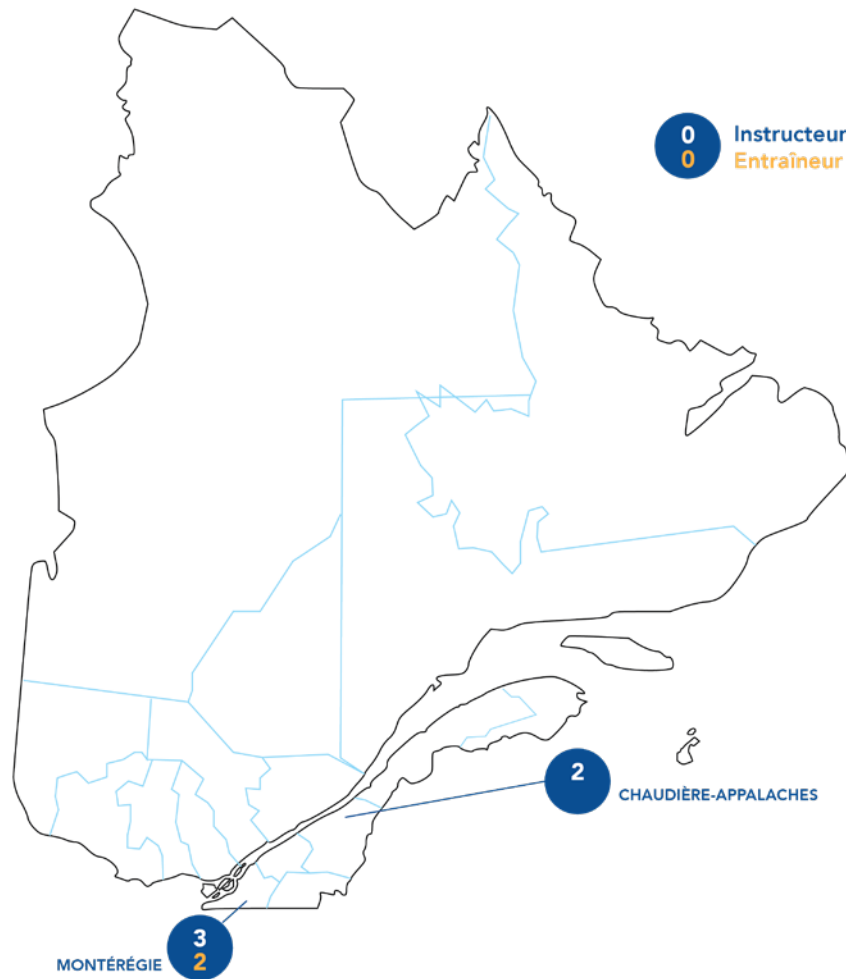 0 Instructeur
0 Entraîneur
2
CHAUDIÈRE-APPALACHES
3
2
MONTÉRÉGIE